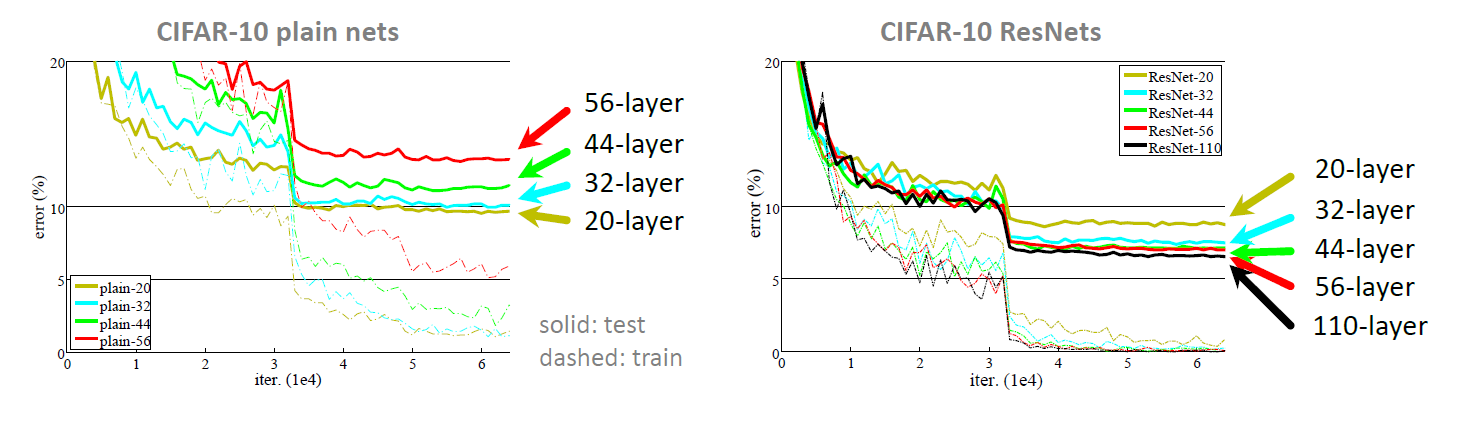 CIFAR-10 plain nets
20
15
10
5
0
error (%)
0
1
2
3
4
5
6
iter. (1e4)
plain-20
plain-32
plain-44
plain-56
56-layer
44-layer
32-layer
20-layer
solid: test
dashed: train
CIFAR-10 ResNets
20
15
10
5
0
error (%)
0
1
2
3
4
5
6
iter. (1e4)
ResNet-20
ResNet-32
ResNet-44
ResNet-56
ResNet-110
20-layer
32-layer
44-layer
56-layer
110-layer